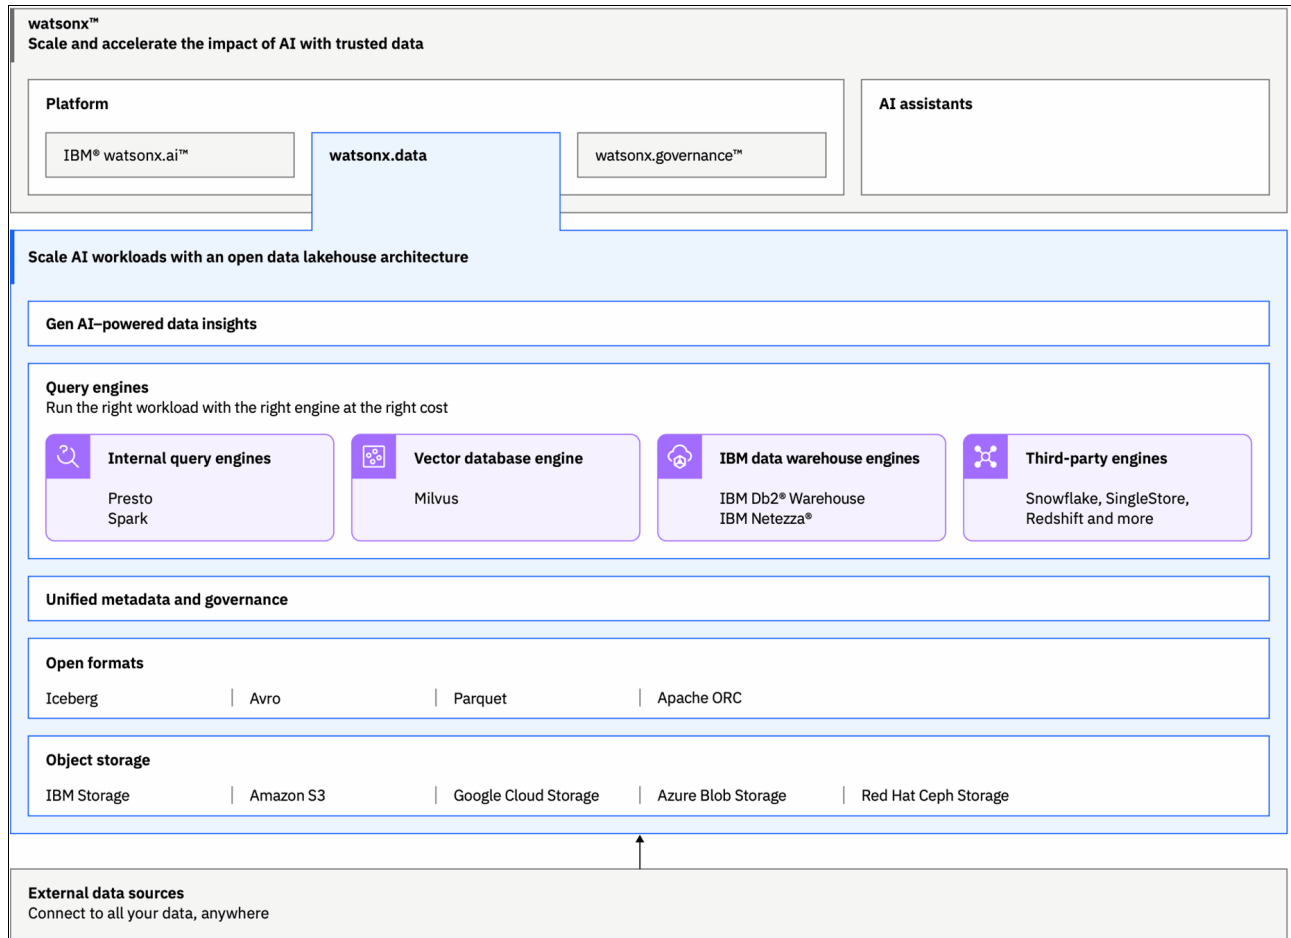 watsonx™
Scale and accelerate the impact of AI with trusted data
Platform
AI assistants
IBM® watsonx.ai™
watsonx.data
watsonx.governance™
Scale AI workloads with an open data lakehouse architecture
Gen AI–powered data insights
Query engines
Run the right workload with the right engine at the right cost
Internal query engines
Presto
Spark
Vector database engine
Milvus
IBM data warehouse engines
IBM Db2® Warehouse
IBM Netezza®
Third-party engines
Snowflake, SingleStore,
Redshift and more
Unified metadata and governance
Open formats
Iceberg
Avro
Parquet
Apache ORC
Object storage
IBM Storage
Amazon S3
Google Cloud Storage
Azure Blob Storage
Red Hat Ceph Storage
External data sources
Connect to all your data, anywhere